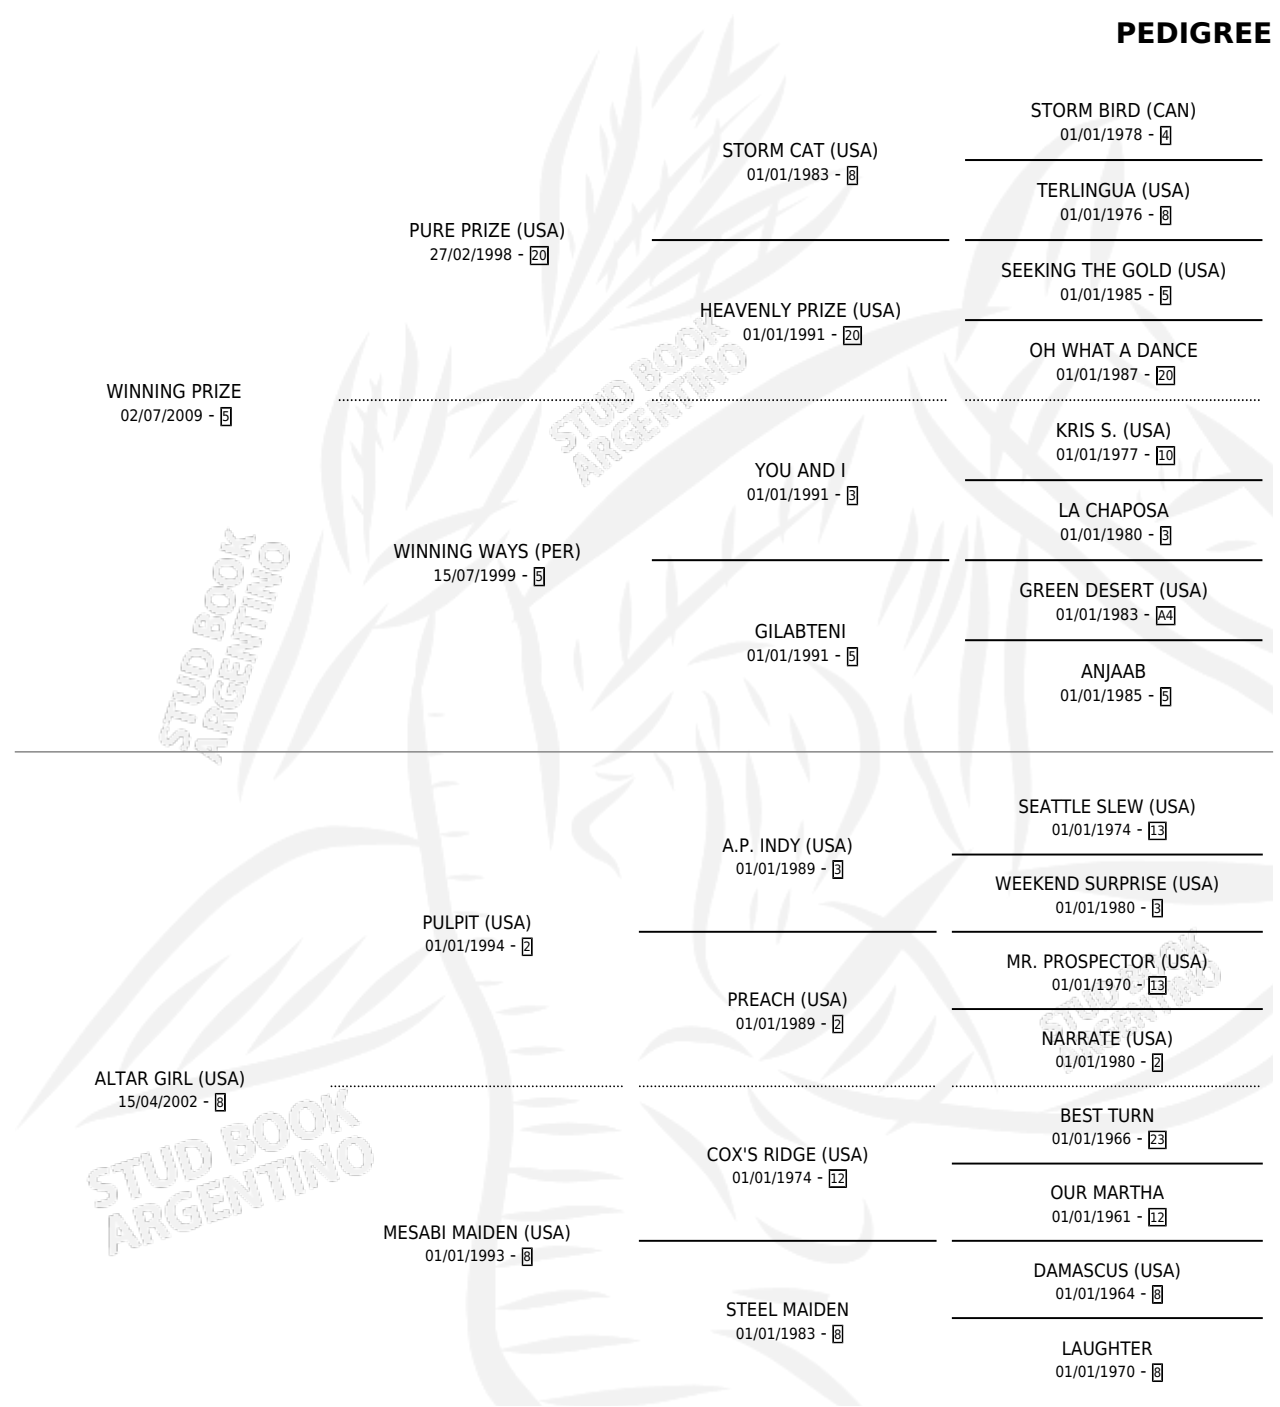 PEDIGREE
STORM BIRD (CAN)
01/01/1978 - 4
STORM CAT (USA)
01/01/1983 - 8
TERLINGUA (USA)
01/01/1976 - 8
PURE PRIZE (USA)
27/02/1998 - 20
SEEKING THE GOLD (USA)
01/01/1985 - 5
HEAVENLY PRIZE (USA)
01/01/1991 - 20
OH WHAT A DANCE
01/01/1987 - 20
WINNING PRIZE
02/07/2009 - 5
KRIS S. (USA)
01/01/1977 - 10
YOU AND I
01/01/1991 - 3
LA CHAPOSA
01/01/1980 - 3
WINNING WAYS (PER)
15/07/1999 - 5
GREEN DESERT (USA)
01/01/1983 - A4
GILABTENI
01/01/1991 - 5
ANJAAB
01/01/1985 - 5
SEATTLE SLEW (USA)
01/01/1974 - 13
A.P. INDY (USA)
01/01/1989 - 3
WEEKEND SURPRISE (USA)
01/01/1980 - 3
PULPIT (USA)
01/01/1994 - 2
MR. PROSPECTOR (USA)
01/01/1970 - 13
PREACH (USA)
01/01/1989 - 2
NARRATE (USA)
01/01/1980 - 2
ALTAR GIRL (USA)
15/04/2002 - 8
BEST TURN
01/01/1966 - 23
COX'S RIDGE (USA)
01/01/1974 - 12
OUR MARTHA
01/01/1961 - 12
MESABI MAIDEN (USA)
01/01/1993 - 8
DAMASCUS (USA)
01/01/1964 - 8
STEEL MAIDEN
01/01/1983 - 8
LAUGHTER
01/01/1970 - 8
STUD BOOK
ARGENTINO
STUD BOOK
ARGENTINO
STUD BOOK
ARGENTINO
STUD BOOK
ARGENTINO